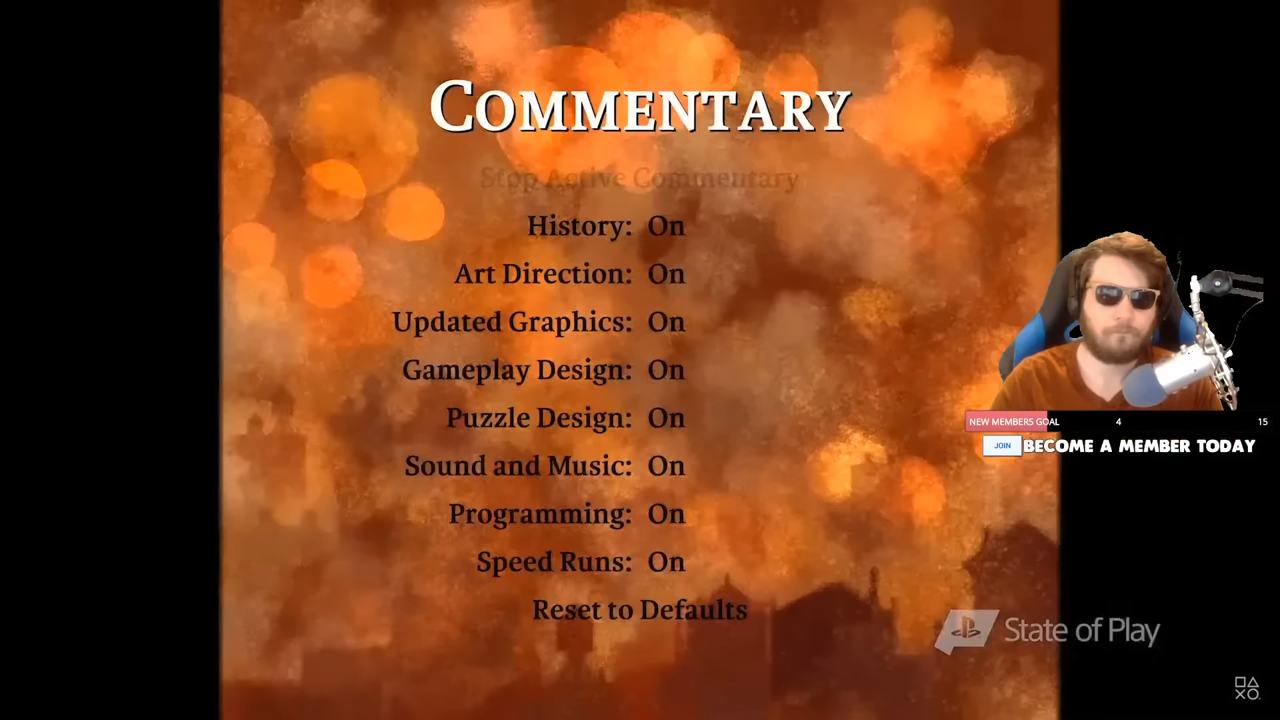 COMMENTARY
Stop Active Commentary
History: On
Art Direction: On
Updated Graphics: On
Gameplay Design: On
Puzzle Design: On
Sound and Music: On
Programming: On
Speed Runs: On
Reset to Defaults
NEW MEMBERS GOAL 4 15
JOIN BECOME A MEMBER TODAY
State of Play